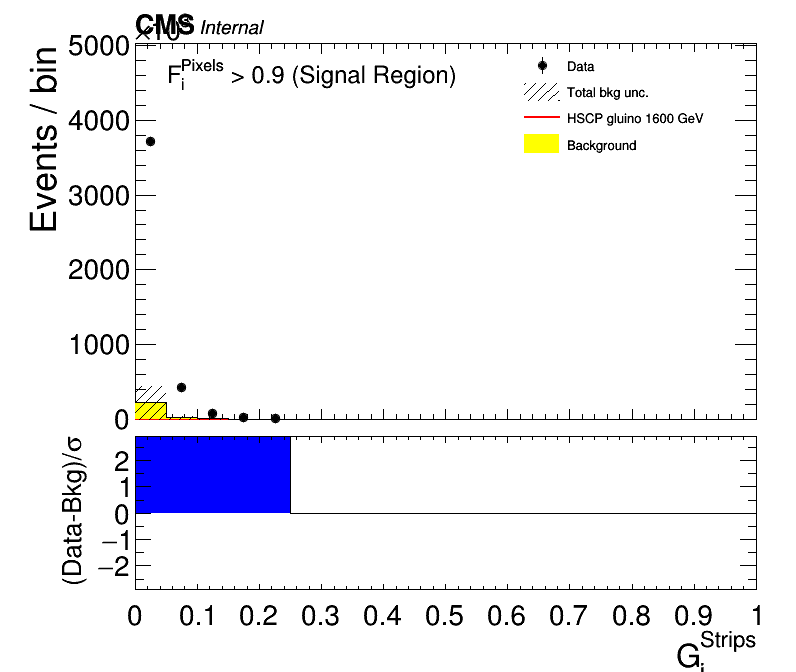 CMS Internal
×10³
5000
4000
3000
2000
1000
0
Events / bin
F_i^Pixels > 0.9 (Signal Region)
Data
Total bkg unc.
HSCP gluino 1600 GeV
Background
(Data-Bkg)/σ
2
1
0
−1
−2
0 0.1 0.2 0.3 0.4 0.5 0.6 0.7 0.8 0.9 1
G_i^Strips